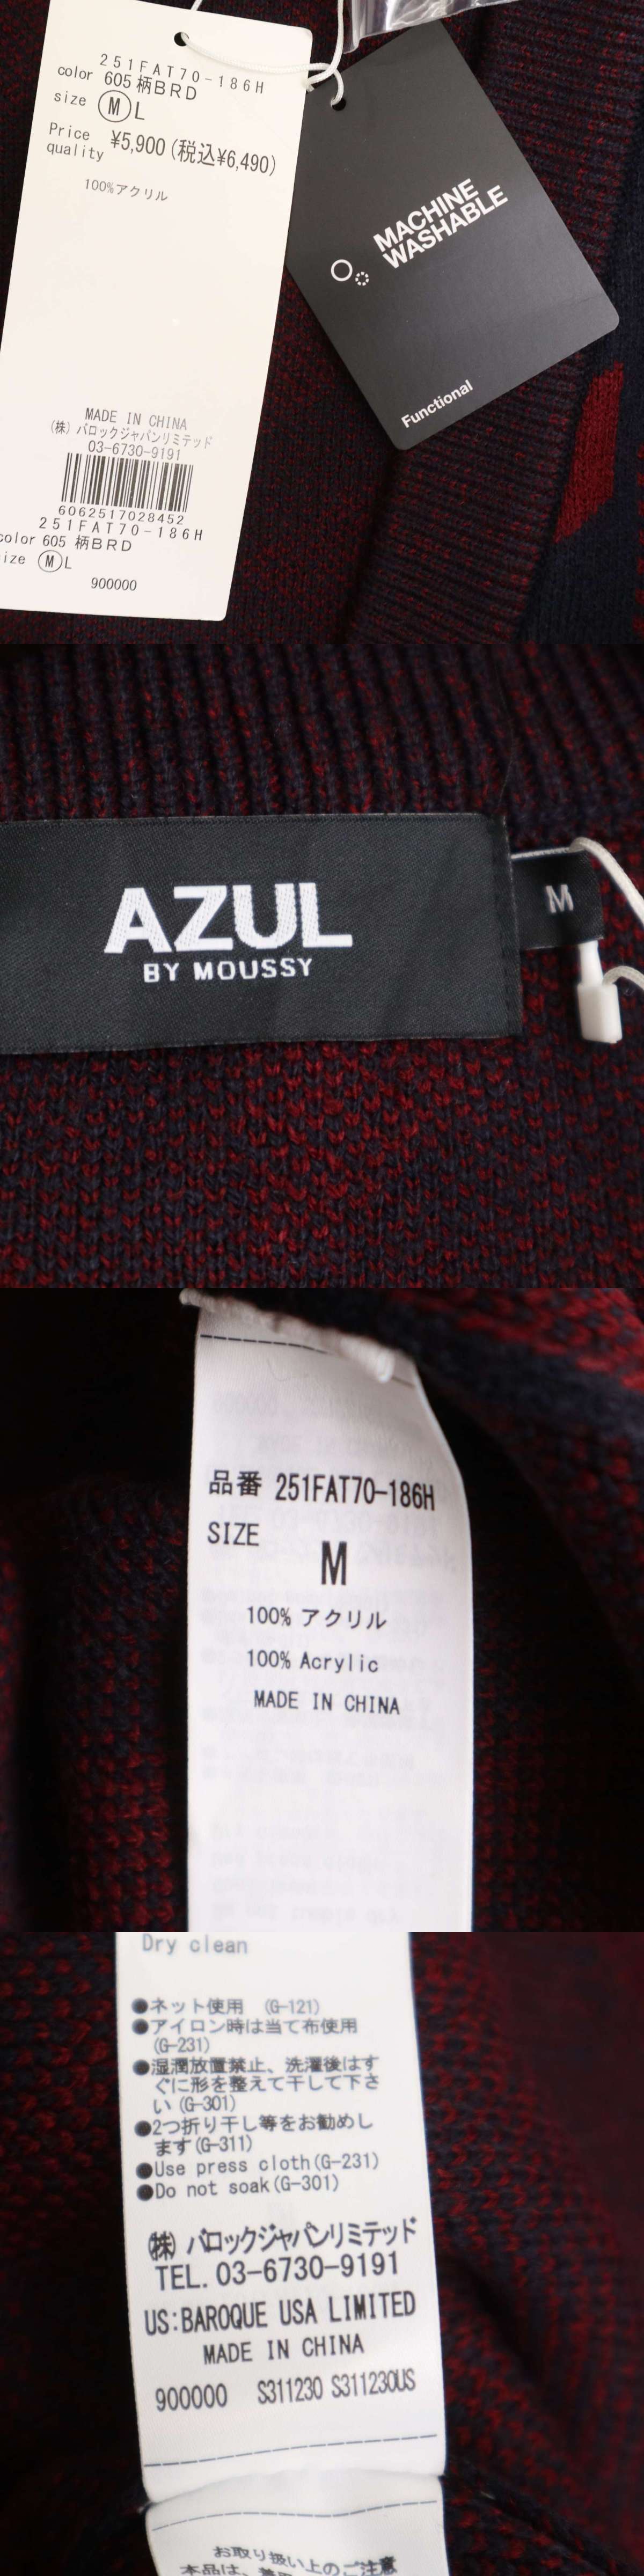 251FAT70-186H
color 605 柄BRD
size M L
Price ¥5,900 (税込¥6,490)
quality
100%アクリル
MADE IN CHINA
(株) バロックジャパンリミテッド
03-6730-9191
6062517028452
251FAT70-186H
color 605 柄BRD
ize M L
900000
MACHINE
WASHABLE
Functional
AZUL
BY MOUSSY
M
品番 251FAT70-186H
SIZE
M
100% アクリル
100% Acrylic
MADE IN CHINA
Dry clean
●ネット使用 (G-121)
●アイロン時は当て布使用
(G-231)
●湿潤放置禁止、洗濯後はす
ぐに形を整えて干して下さ
い (G-301)
●2つ折り干し等をお勧めし
ます(G-311)
●Use press cloth(G-231)
●Do not soak(G-301)
(株) バロックジャパンリミテッド
TEL. 03-6730-9191
US:BAROQUE USA LIMITED
MADE IN CHINA
900000 S311230 S311230US
お取り扱い上のご注意
本品は、着